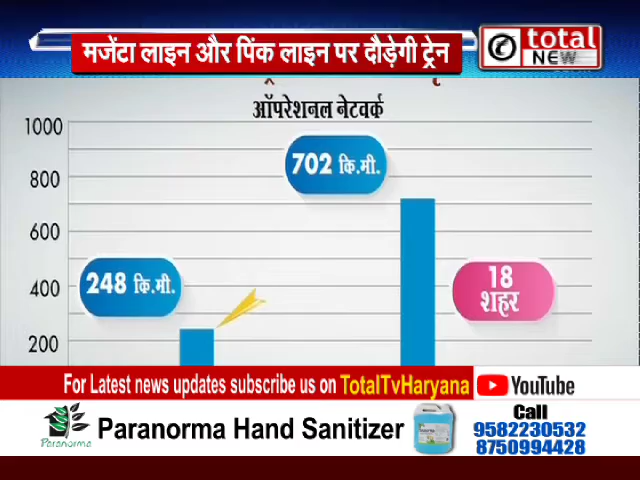 मजेंटा लाइन और पिंक लाइन पर दौड़ेगी ट्रेन
total
NEW
ऑपरेशनल नेटवर्क
1000
702 कि.मी.
800
600
248 कि.मी.
18
शहर
400
200
For Latest news updates subscribe us on TotalTvHaryana YouTube
Paranorma
Paranorma Hand Sanitizer
Call
9582230532
8750994428